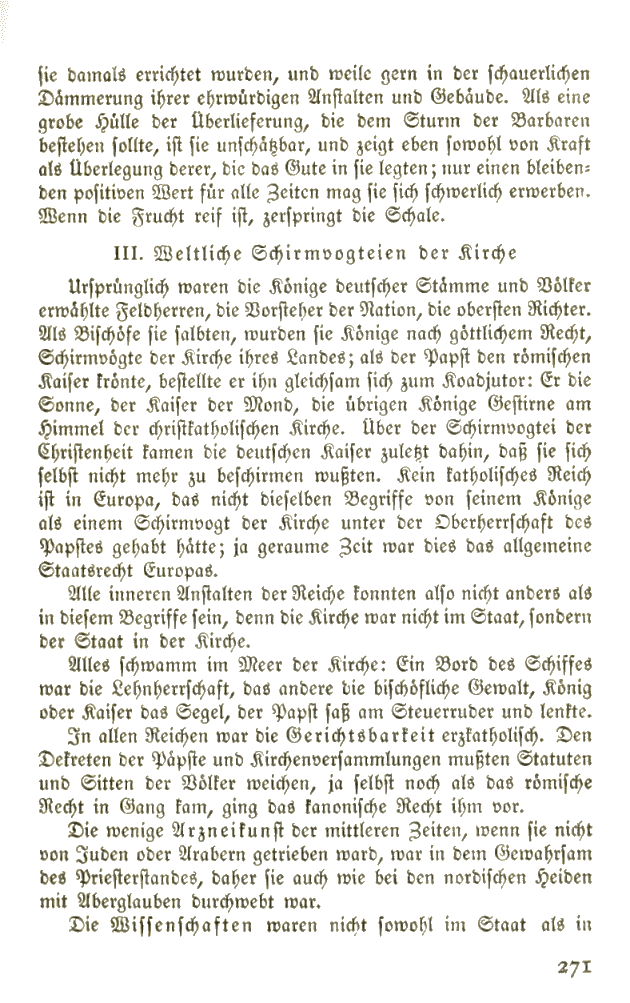 sie damals errichtet wurden, und weile gern in der schauerlichen
Dämmerung ihrer ehrwürdigen Anstalten und Gebäude. Als eine
grobe Hülle der Überlieferung, die dem Sturm der Barbaren
bestehen sollte, ist sie unschätzbar, und zeigt eben sowohl von Kraft
als Überlegung derer, die das Gute in sie legten; nur einen bleiben-
den positiven Wert für alle Zeiten mag sie sich schwerlich erwerben.
Wenn die Frucht reif ist, zerspringt die Schale.
III. Weltliche Schirmvogteien der Kirche
Ursprünglich waren die Könige deutscher Stämme und Völker
erwählte Feldherren, die Vorsteher der Nation, die obersten Richter.
Als Bischöfe sie salbten, wurden sie Könige nach göttlichem Recht,
Schirmvögte der Kirche ihres Landes; als der Papst den römischen
Kaiser krönte, bestellte er ihn gleichsam sich zum Koadjutor: Er die
Sonne, der Kaiser der Mond, die übrigen Könige Gestirne am
Himmel der christkatholischen Kirche. Über der Schirmvogtei der
Christenheit kamen die deutschen Kaiser zuletzt dahin, daß sie sich
selbst nicht mehr zu beschirmen wußten. Kein katholisches Reich
ist in Europa, das nicht dieselben Begriffe von seinem Könige
als einem Schirmvogt der Kirche unter der Oberherrschaft des
Papstes gehabt hätte; ja geraume Zeit war dies das allgemeine
Staatsrecht Europas.
Alle inneren Anstalten der Reiche konnten also nicht anders als
in diesem Begriffe sein, denn die Kirche war nicht im Staat, sondern
der Staat in der Kirche.
Alles schwamm im Meer der Kirche: Ein Bord des Schiffes
war die Lehnherrschaft, das andere die bischöfliche Gewalt, König
oder Kaiser das Segel, der Papst saß am Steuerruder und lenkte.
In allen Reichen war die Gerichtsbarkeit erzkatholisch. Den
Dekreten der Päpste und Kirchenversammlungen mußten Statuten
und Sitten der Völker weichen, ja selbst noch als das römische
Recht in Gang kam, ging das kanonische Recht ihm vor.
Die wenige Arzneikunst der mittleren Zeiten, wenn sie nicht
von Juden oder Arabern getrieben ward, war in dem Gewahrsam
des Priesterstandes, daher sie auch wie bei den nordischen Heiden
mit Aberglauben durchwebt war.
Die Wissenschaften waren nicht sowohl im Staat als in
271